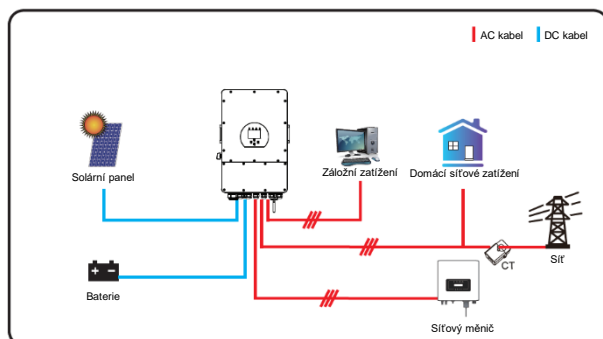 AC kabel
DC kabel
Solární panel
Záložní zatížení
Domácí síťové zatížení
CT
Síť
Baterie
Síťový měnič